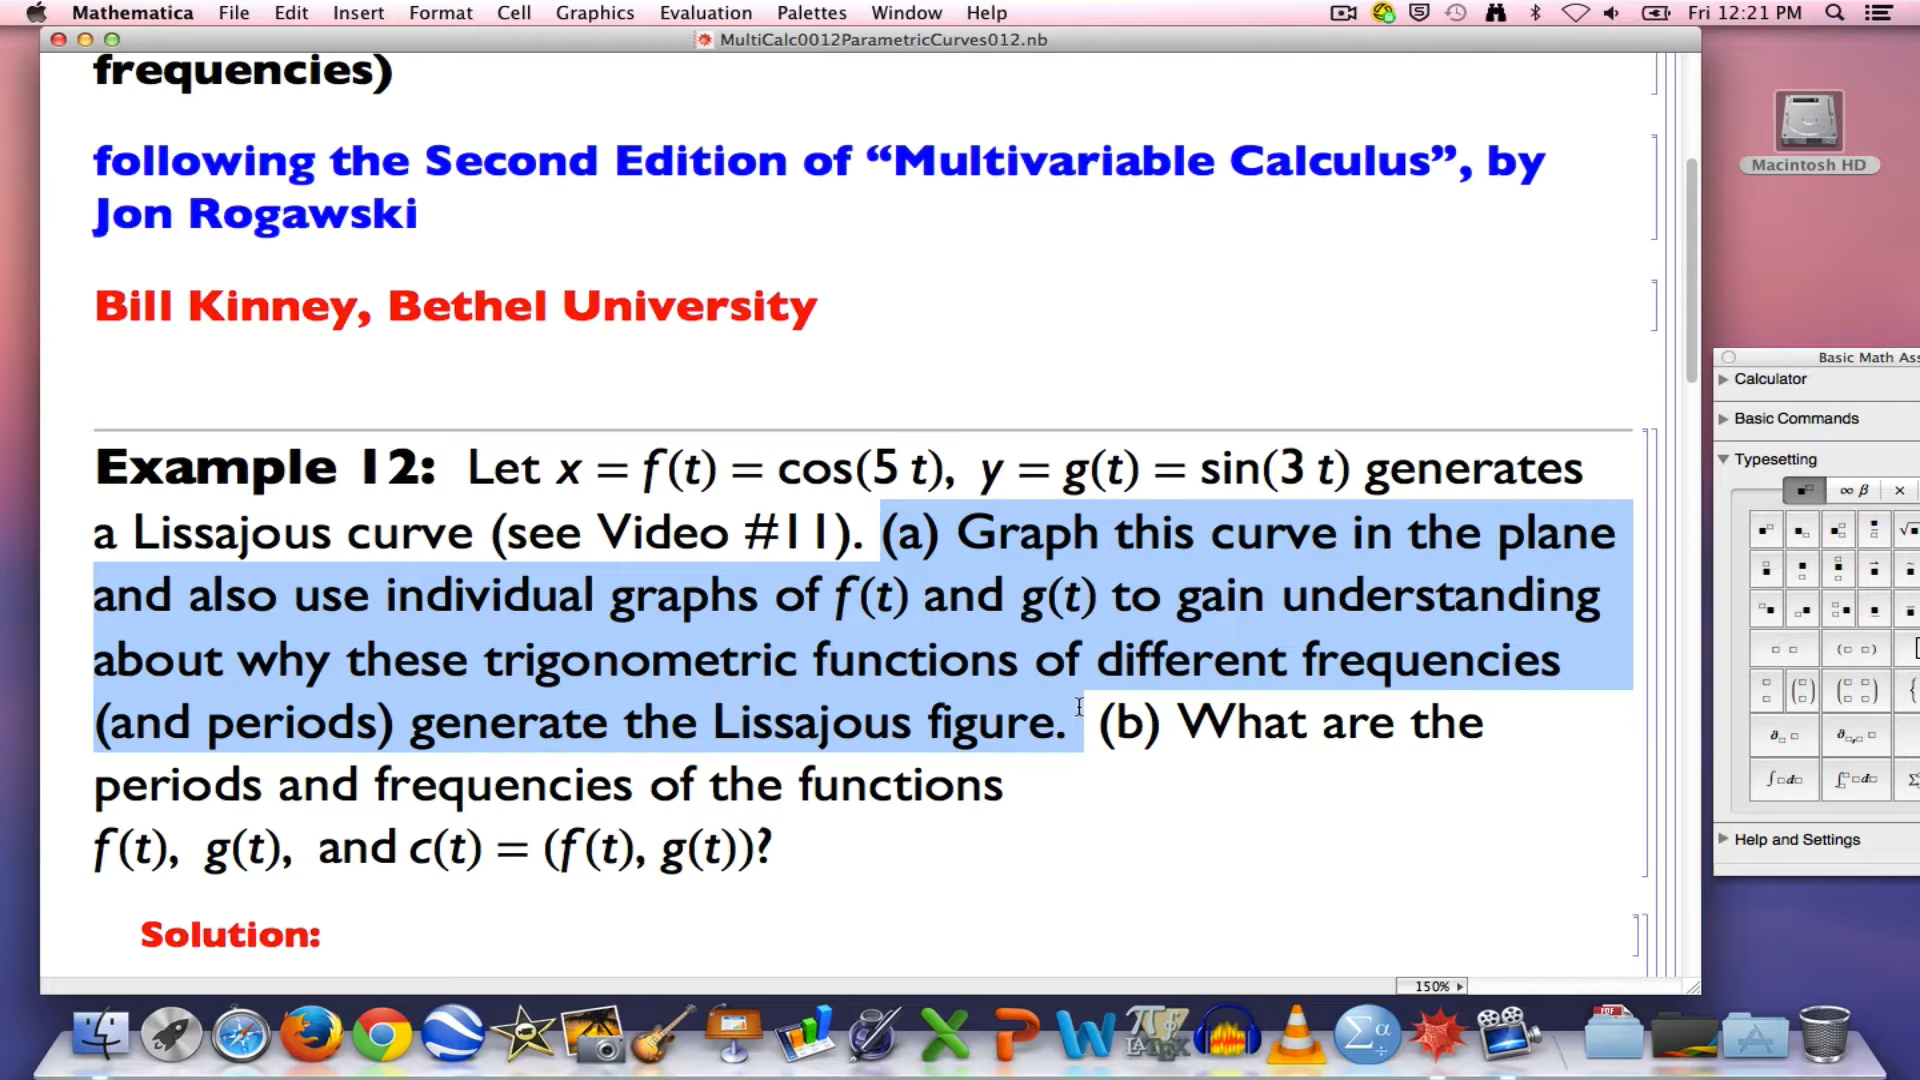 Mathematica File Edit Insert Format Cell Graphics Evaluation Palettes Window Help Fri 12:21 PM
MultiCalc0012ParametricCurves012.nb
frequencies)
following the Second Edition of “Multivariable Calculus”, by
Jon Rogawski
Bill Kinney, Bethel University
Example 12: Let x = f(t) = cos(5 t), y = g(t) = sin(3 t) generates
a Lissajous curve (see Video #11). (a) Graph this curve in the plane
and also use individual graphs of f(t) and g(t) to gain understanding
about why these trigonometric functions of different frequencies
(and periods) generate the Lissajous figure. (b) What are the
periods and frequencies of the functions
f(t), g(t), and c(t) = (f(t), g(t))?
Solution:
150%
Macintosh HD
Basic Math Ass
Calculator
Basic Commands
Typesetting
∞ β ×
Help and Settings